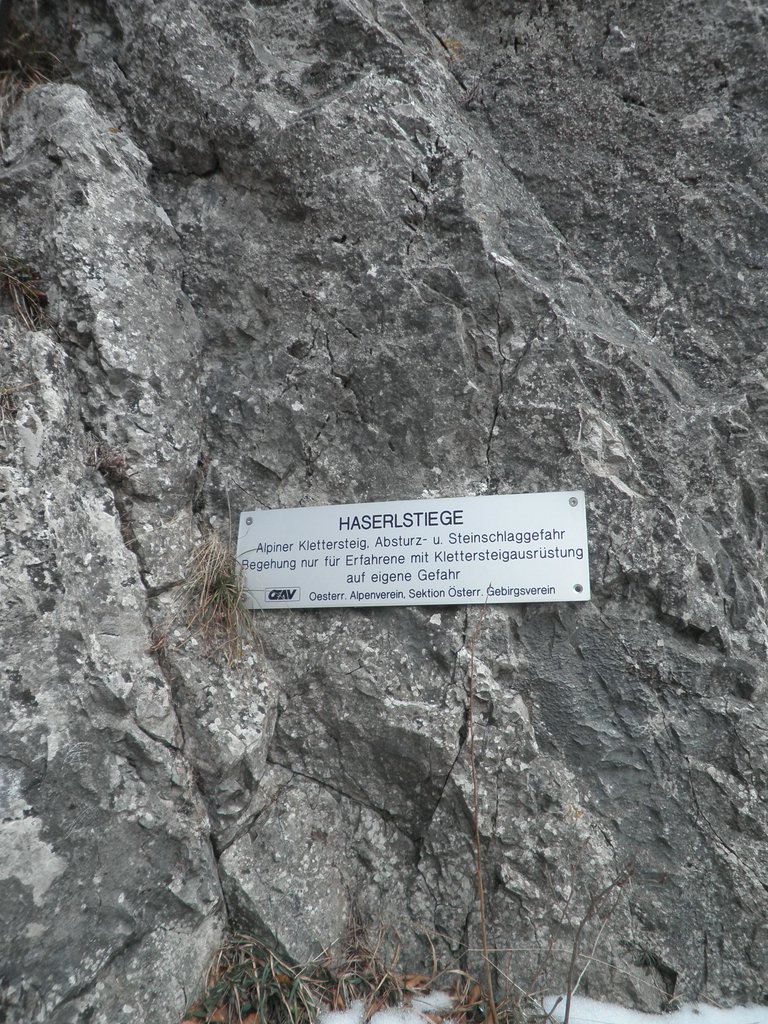 HASERLSTIEGE
Alpiner Klettersteig, Absturz- u. Steinschlaggefahr
Begehung nur für Erfahrene mit Klettersteigausrüstung
auf eigene Gefahr
OEAV Oesterr. Alpenverein, Sektion Österr. Gebirgsverein